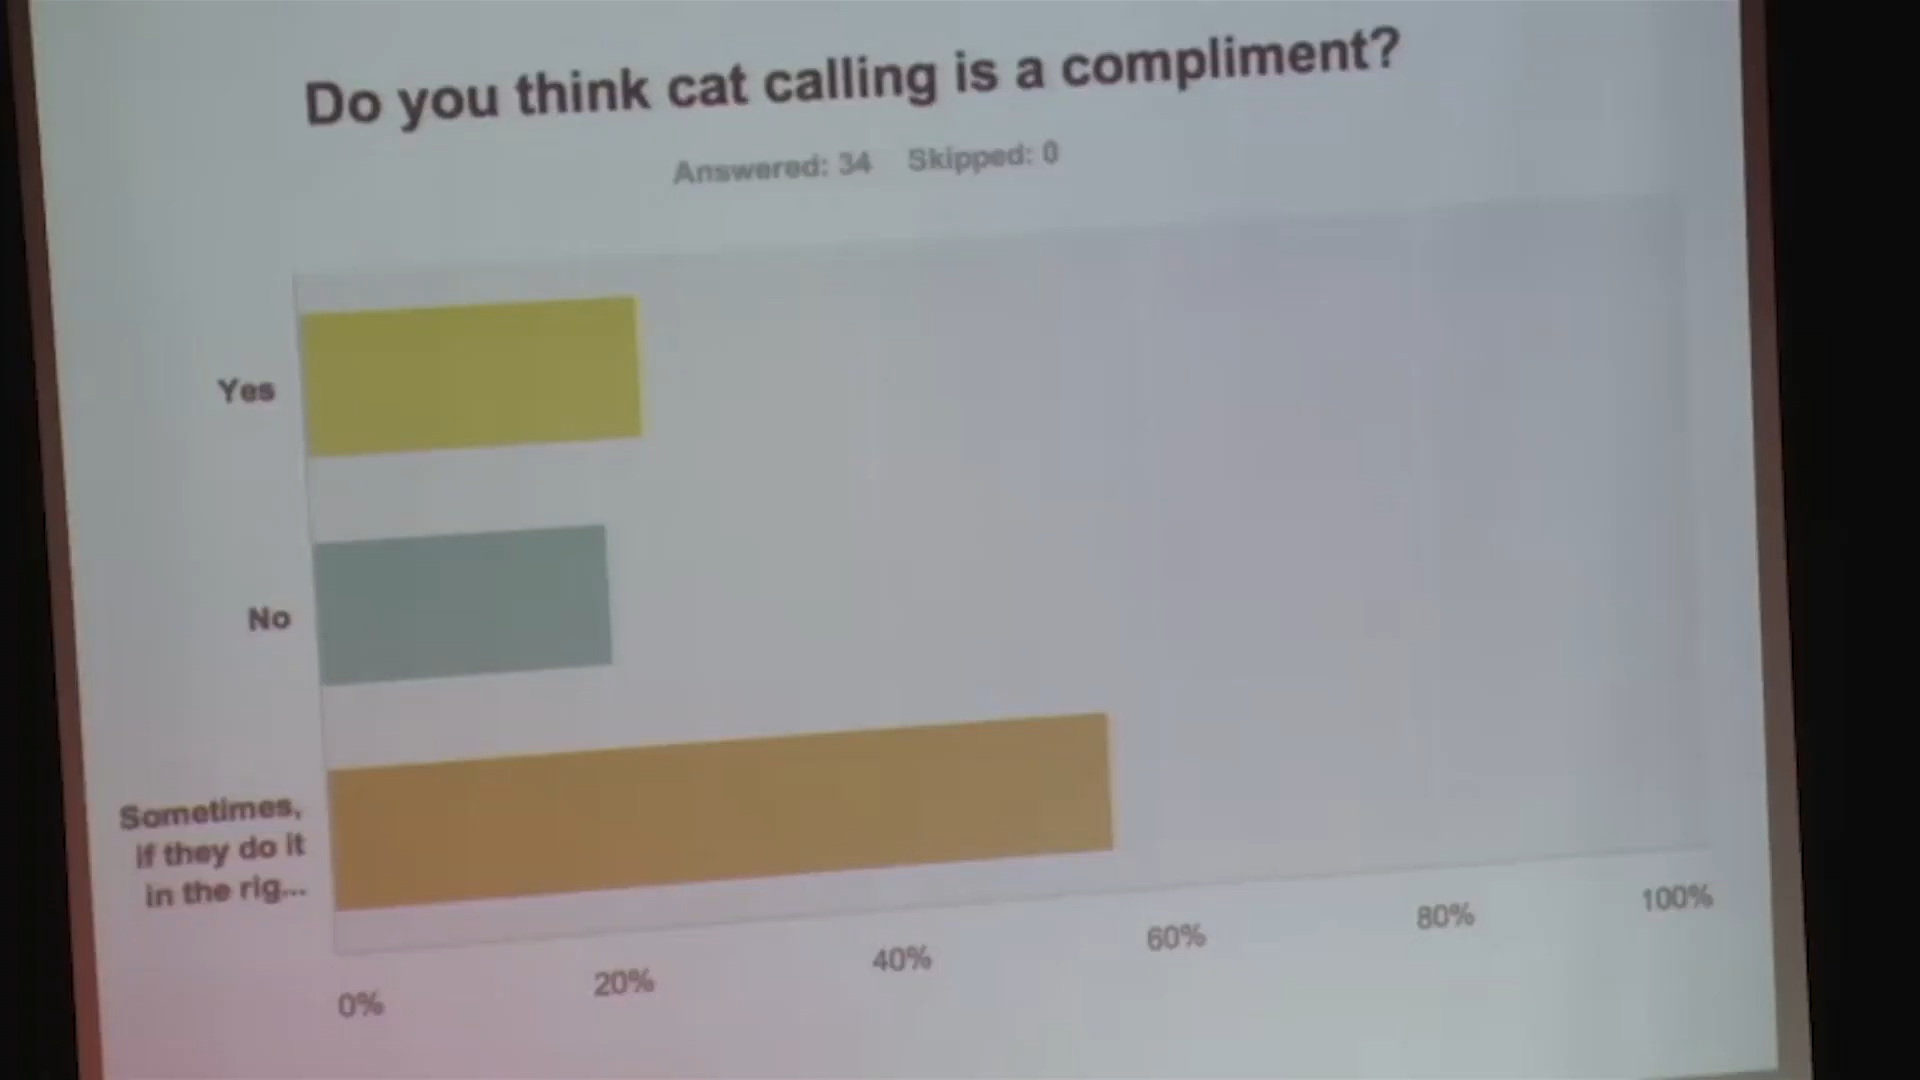 Do you think cat calling is a compliment?
Answered: 34 Skipped: 0
Yes
No
Sometimes,
if they do it
in the rig...
0%
20%
40%
60%
80%
100%